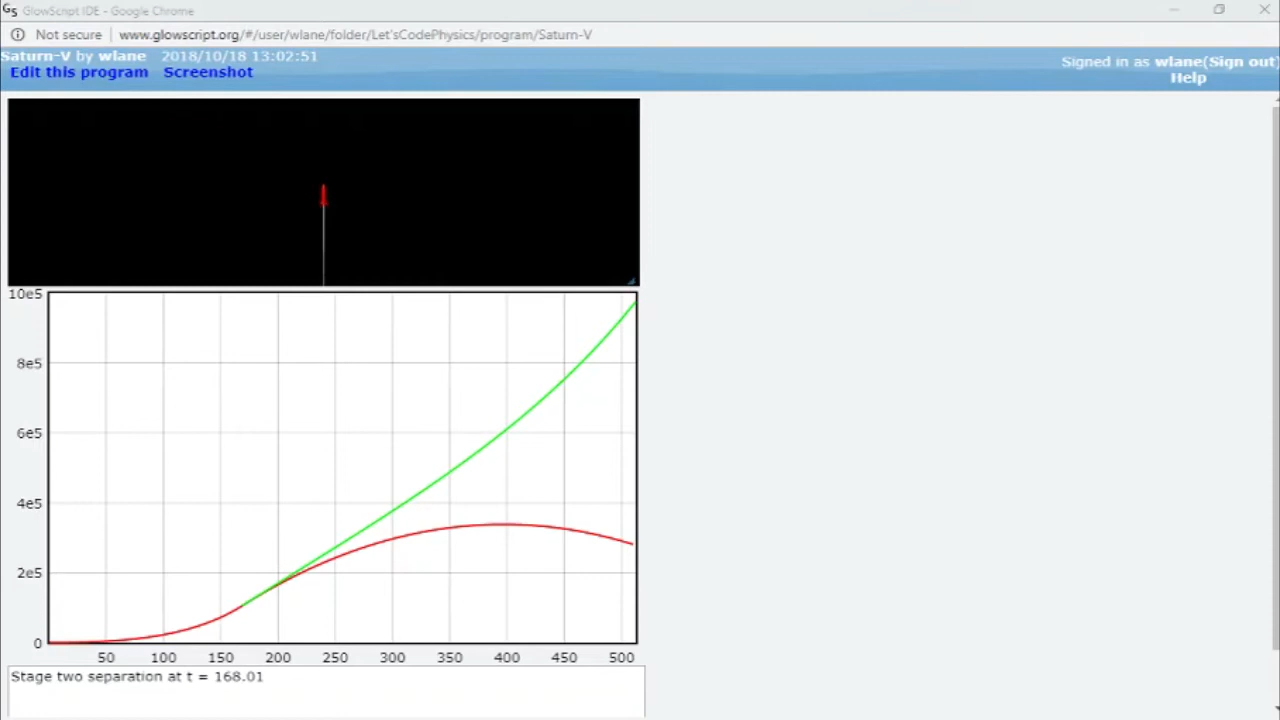 GS GlowScript IDE - Google Chrome
Not secure | www.glowscript.org/#/user/wlane/folder/Let'sCodePhysics/program/Saturn-V
Saturn-V by wlane 2018/10/18 13:02:51
Signed in as wlane(Sign out)
Edit this program Screenshot
Help
10e5
8e5
6e5
4e5
2e5
0
50 100 150 200 250 300 350 400 450 500
Stage two separation at t = 168.01